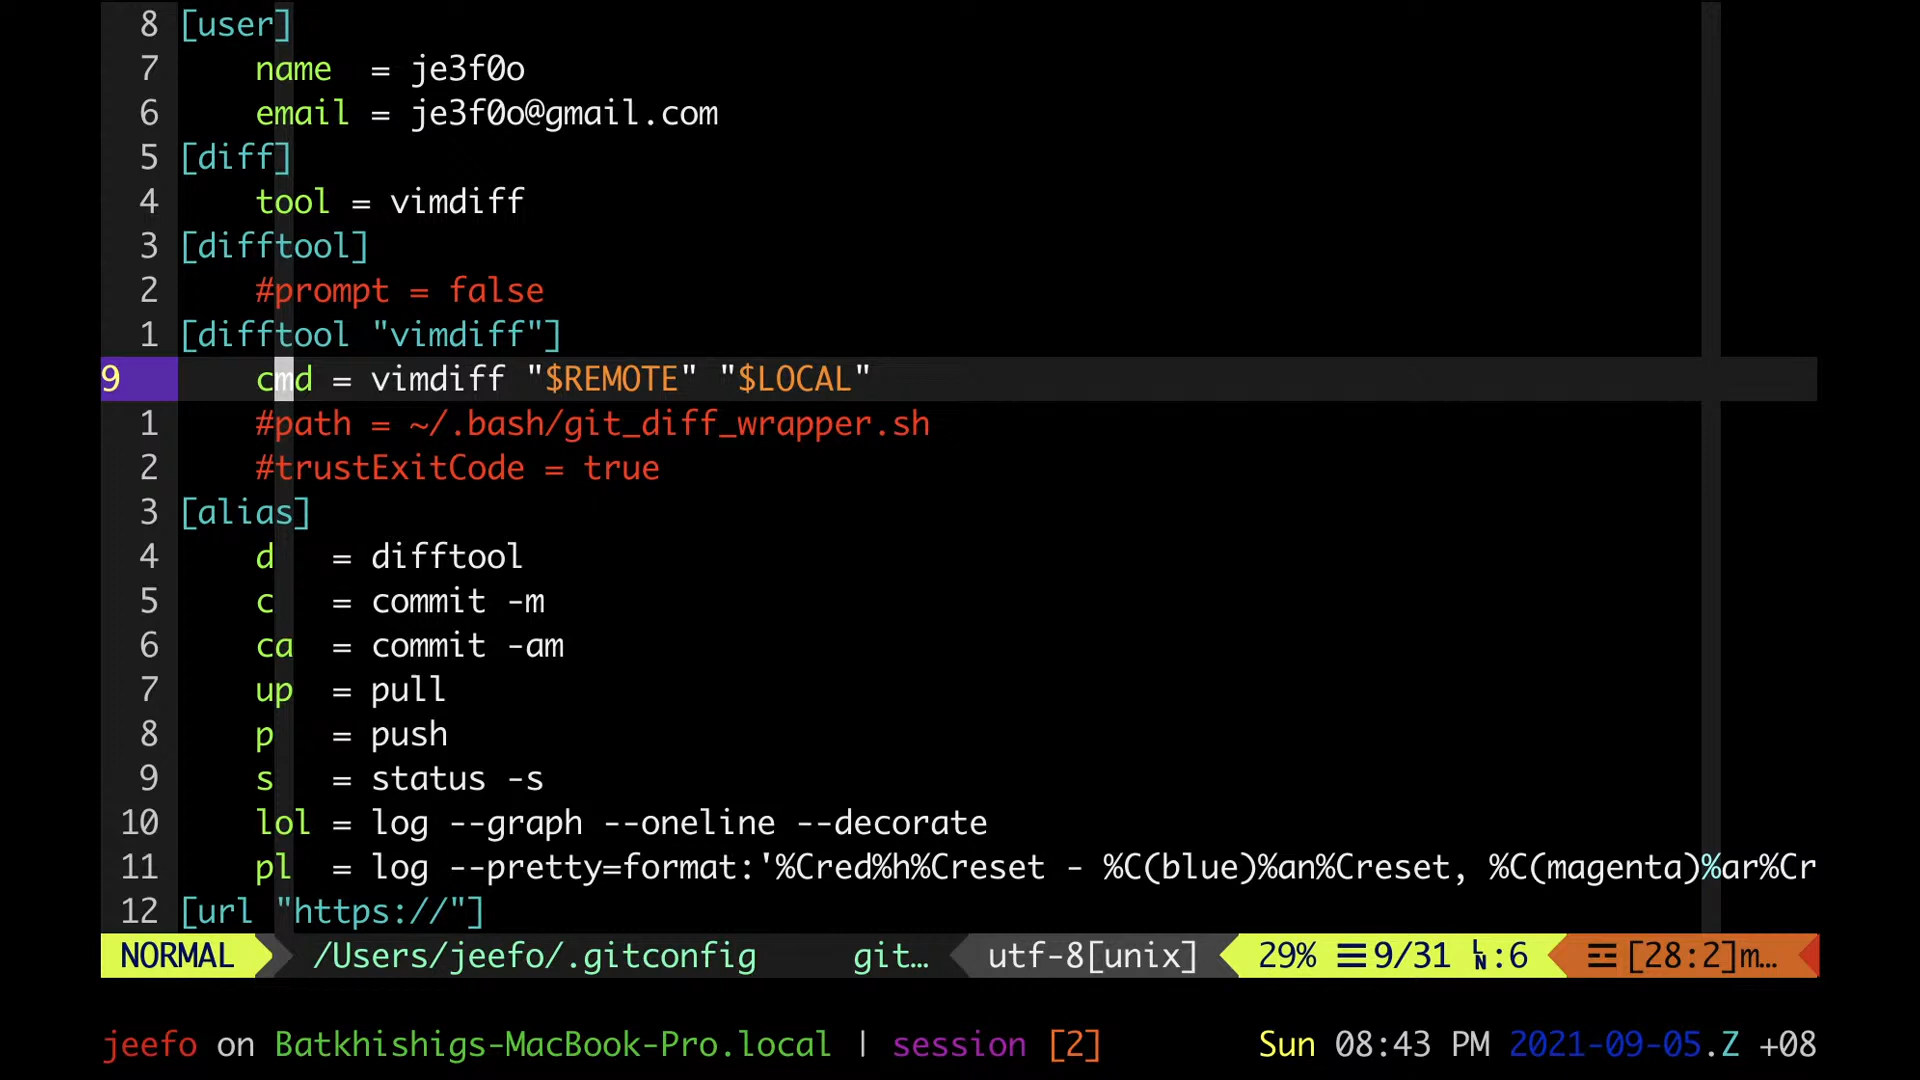 8 [user]
7     name  = je3f0o
6     email = je3f0o@gmail.com
5 [diff]
4     tool = vimdiff
3 [difftool]
2     #prompt = false
1 [difftool "vimdiff"]
9     cmd = vimdiff "$REMOTE" "$LOCAL"
1     #path = ~/.bash/git_diff_wrapper.sh
2     #trustExitCode = true
3 [alias]
4     d   = difftool
5     c   = commit -m
6     ca  = commit -am
7     up  = pull
8     p   = push
9     s   = status -s
10     lol = log --graph --oneline --decorate
11     pl  = log --pretty=format:'%Cred%h%Creset - %C(blue)%an%Creset, %C(magenta)%ar%Cr
12 [url "https://"]
NORMAL /Users/jeefo/.gitconfig git… utf-8[unix] 29% ☰ 9/31 ␤:6 ☲ [28:2]m…
jeefo on Batkhishigs-MacBook-Pro.local | session [2] Sun 08:43 PM 2021-09-05.Z +08